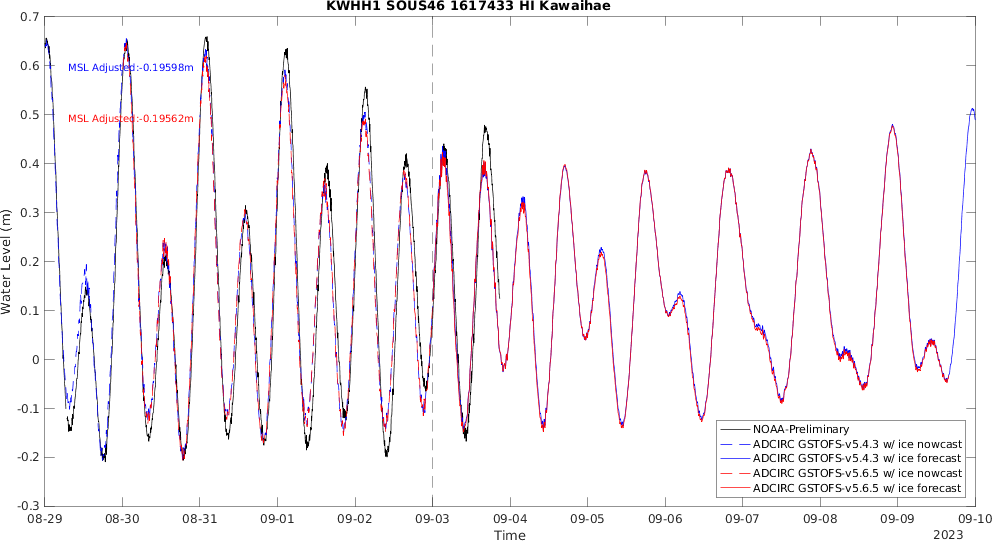 KWHH1 SOUS46 1617433 HI Kawaihae
0.7
0.6
0.5
0.4
0.3
0.2
0.1
0
-0.1
-0.2
-0.3
Water Level (m)
MSL Adjusted:-0.19598m
MSL Adjusted:-0.19562m
NOAA-Preliminary
ADCIRC GSTOFS-v5.4.3 w/ ice nowcast
ADCIRC GSTOFS-v5.4.3 w/ ice forecast
ADCIRC GSTOFS-v5.6.5 w/ ice nowcast
ADCIRC GSTOFS-v5.6.5 w/ ice forecast
08-29 08-30 08-31 09-01 09-02 09-03 09-04 09-05 09-06 09-07 09-08 09-09 09-10
Time
2023